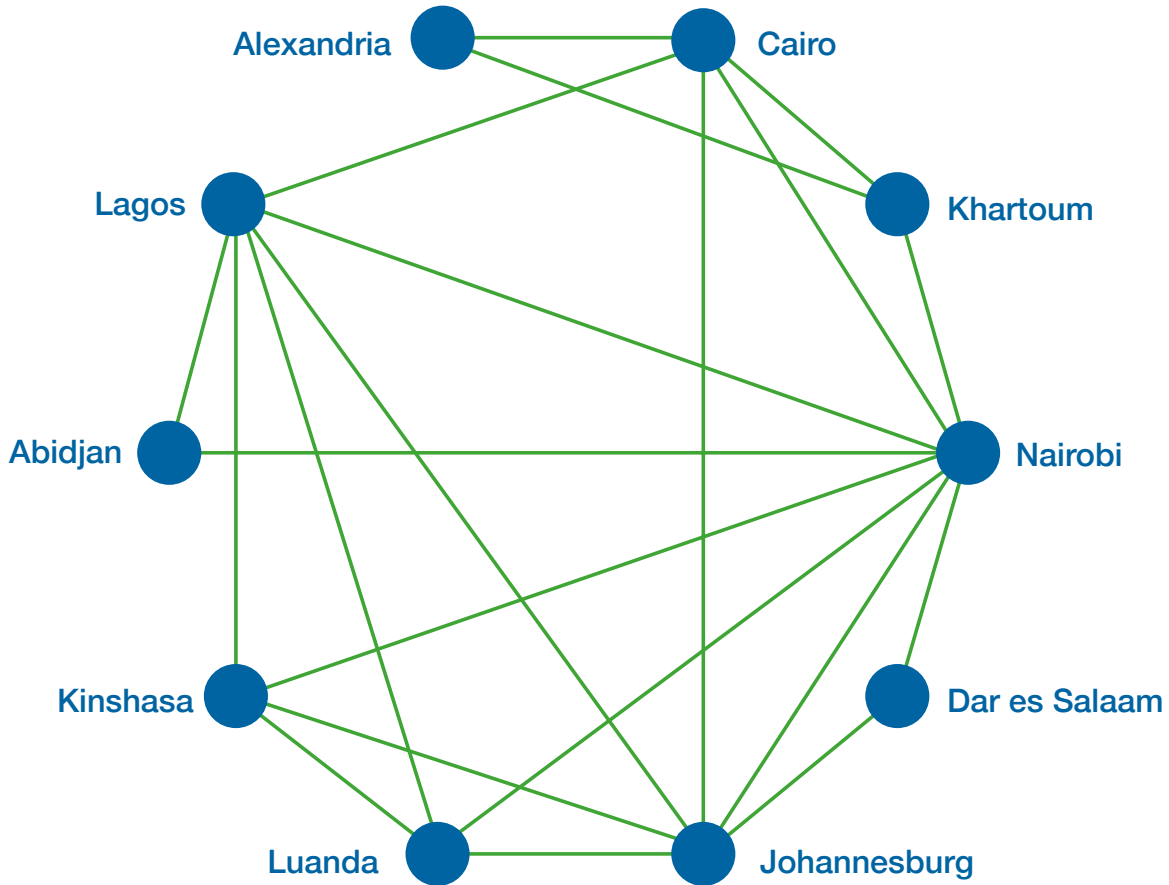 Alexandria
Cairo
Lagos
Khartoum
Abidjan
Nairobi
Kinshasa
Dar es Salaam
Luanda
Johannesburg